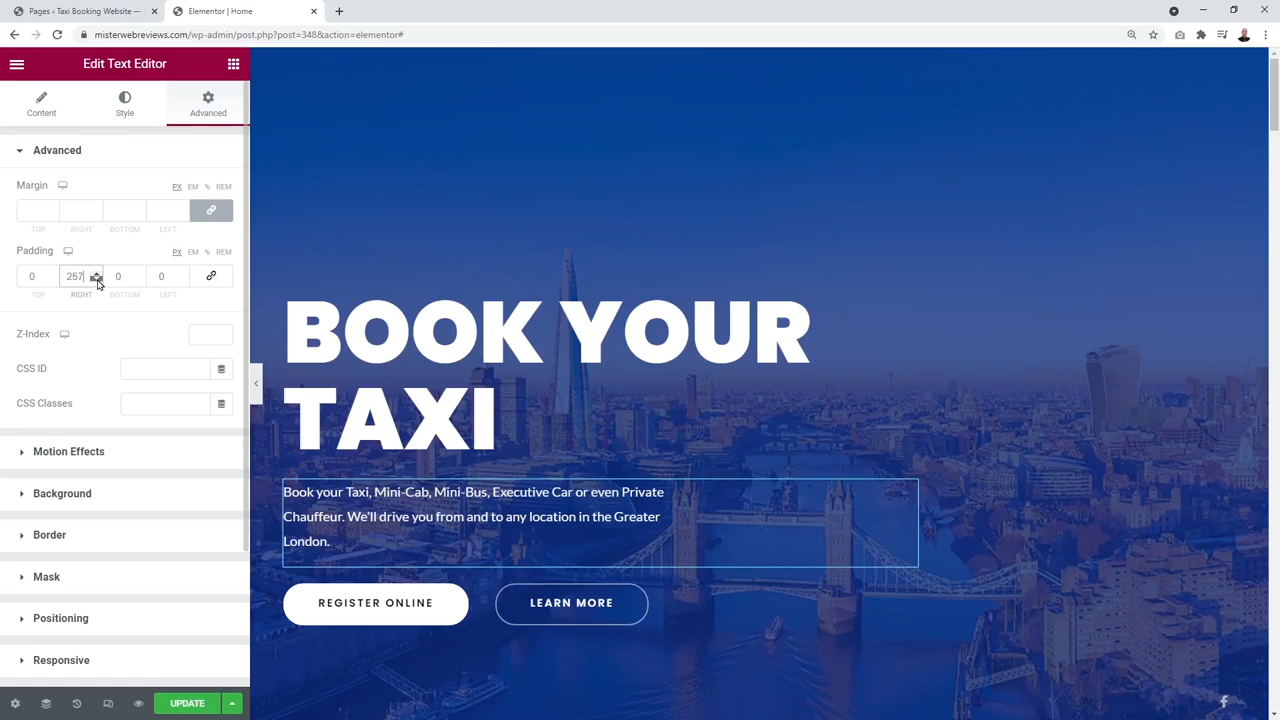 Pages ‹ Taxi Booking Website —
Elementor | Home
misterwebreviews.com/wp-admin/post.php?post=348&action=elementor#
Edit Text Editor
Content
Style
Advanced
Advanced
Margin
PX EM % REM
TOP RIGHT BOTTOM LEFT
Padding
PX EM % REM
0 257 0 0
TOP RIGHT BOTTOM LEFT
Z-Index
CSS ID
CSS Classes
Motion Effects
Background
Border
Mask
Positioning
Responsive
UPDATE
BOOK YOUR
TAXI
Book your Taxi, Mini-Cab, Mini-Bus, Executive Car or even Private
Chauffeur. We'll drive you from and to any location in the Greater
London.
REGISTER ONLINE
LEARN MORE